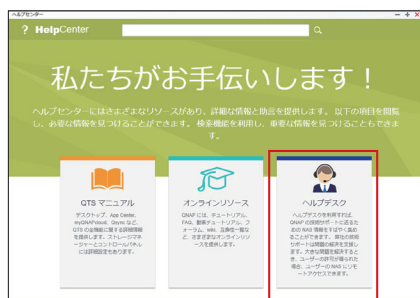 ヘルプセンター
? HelpCenter
私たちがお手伝いします！
ヘルプセンターにはさまざまなリソースがあり、詳細な情報と助言を提供します。以下の項目を閲覧
し、必要な情報を見つけることができます。検索機能を利用し、重要な情報を見つけることもできま
す。
QTS マニュアル
デスクトップ、App Center、
myQNAPcloud、Qsync など、
QTS の全機能に関する詳細情報
を提供します。ストレージマネ
ージャーとコントロールパネル
には詳細設定もあります。
オンラインリソース
QNAP には、チュートリアル、
FAQ、動画チュートリアル、フ
ォーラム、wiki、互換性一覧な
ど、さまざまなオンラインリソ
ースを提供します。
ヘルプデスク
ヘルプデスクを利用すれば、
QNAP の技術サポートに送るた
めの NAS 情報をすばやく集め
ることができます。弊社の技術
サポートは問題の解決を支援し
ます。大きな問題を解決すると
き、ユーザーの許可が得られた
場合、ユーザーの NAS にリモ
ートアクセスできます。